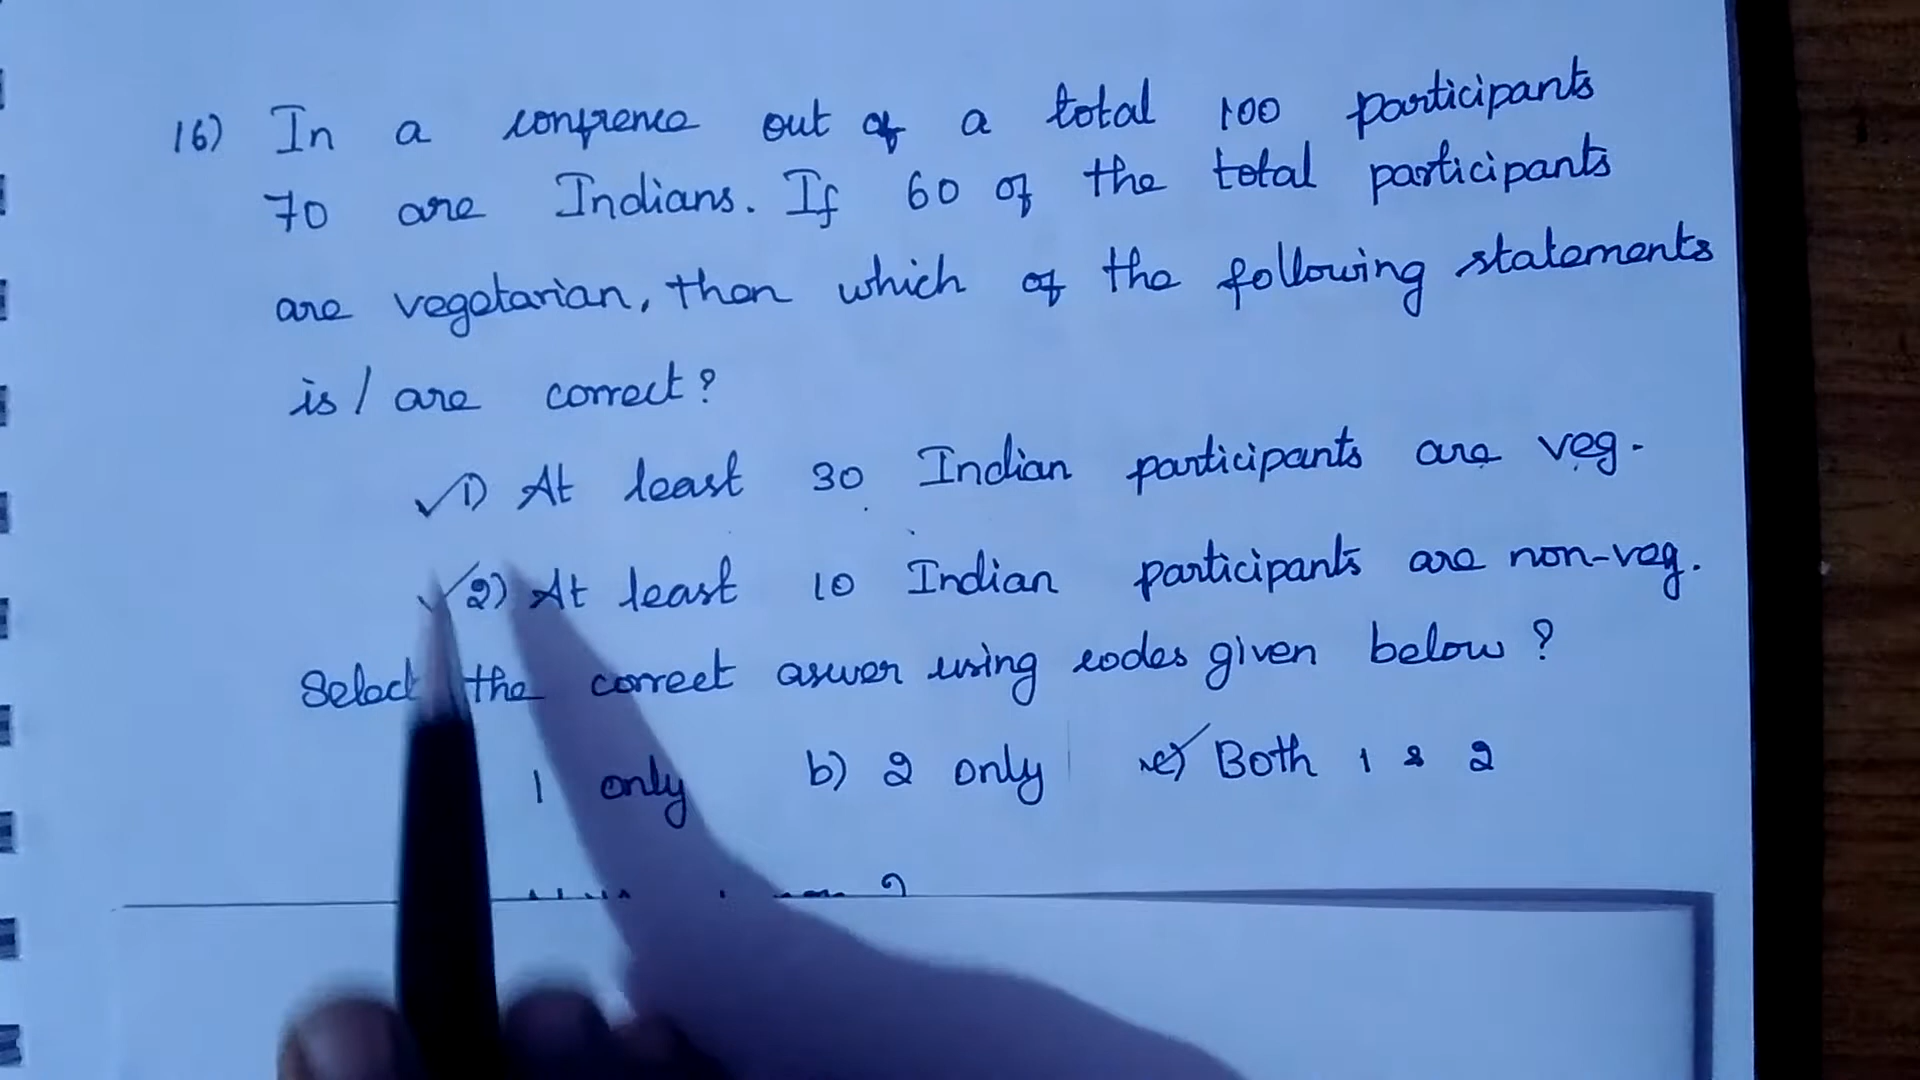 16) In a confrence out of a total 100 participants
70 are Indians. If 60 of the total participants
are vegetarian, then which of the following statements
is / are correct?
✓1) At least 30 Indian participants are veg.
✓2) At least 10 Indian participants are non-veg.
Select the correct aswer using codes given below?
1 only b) 2 only c) Both 1 & 2